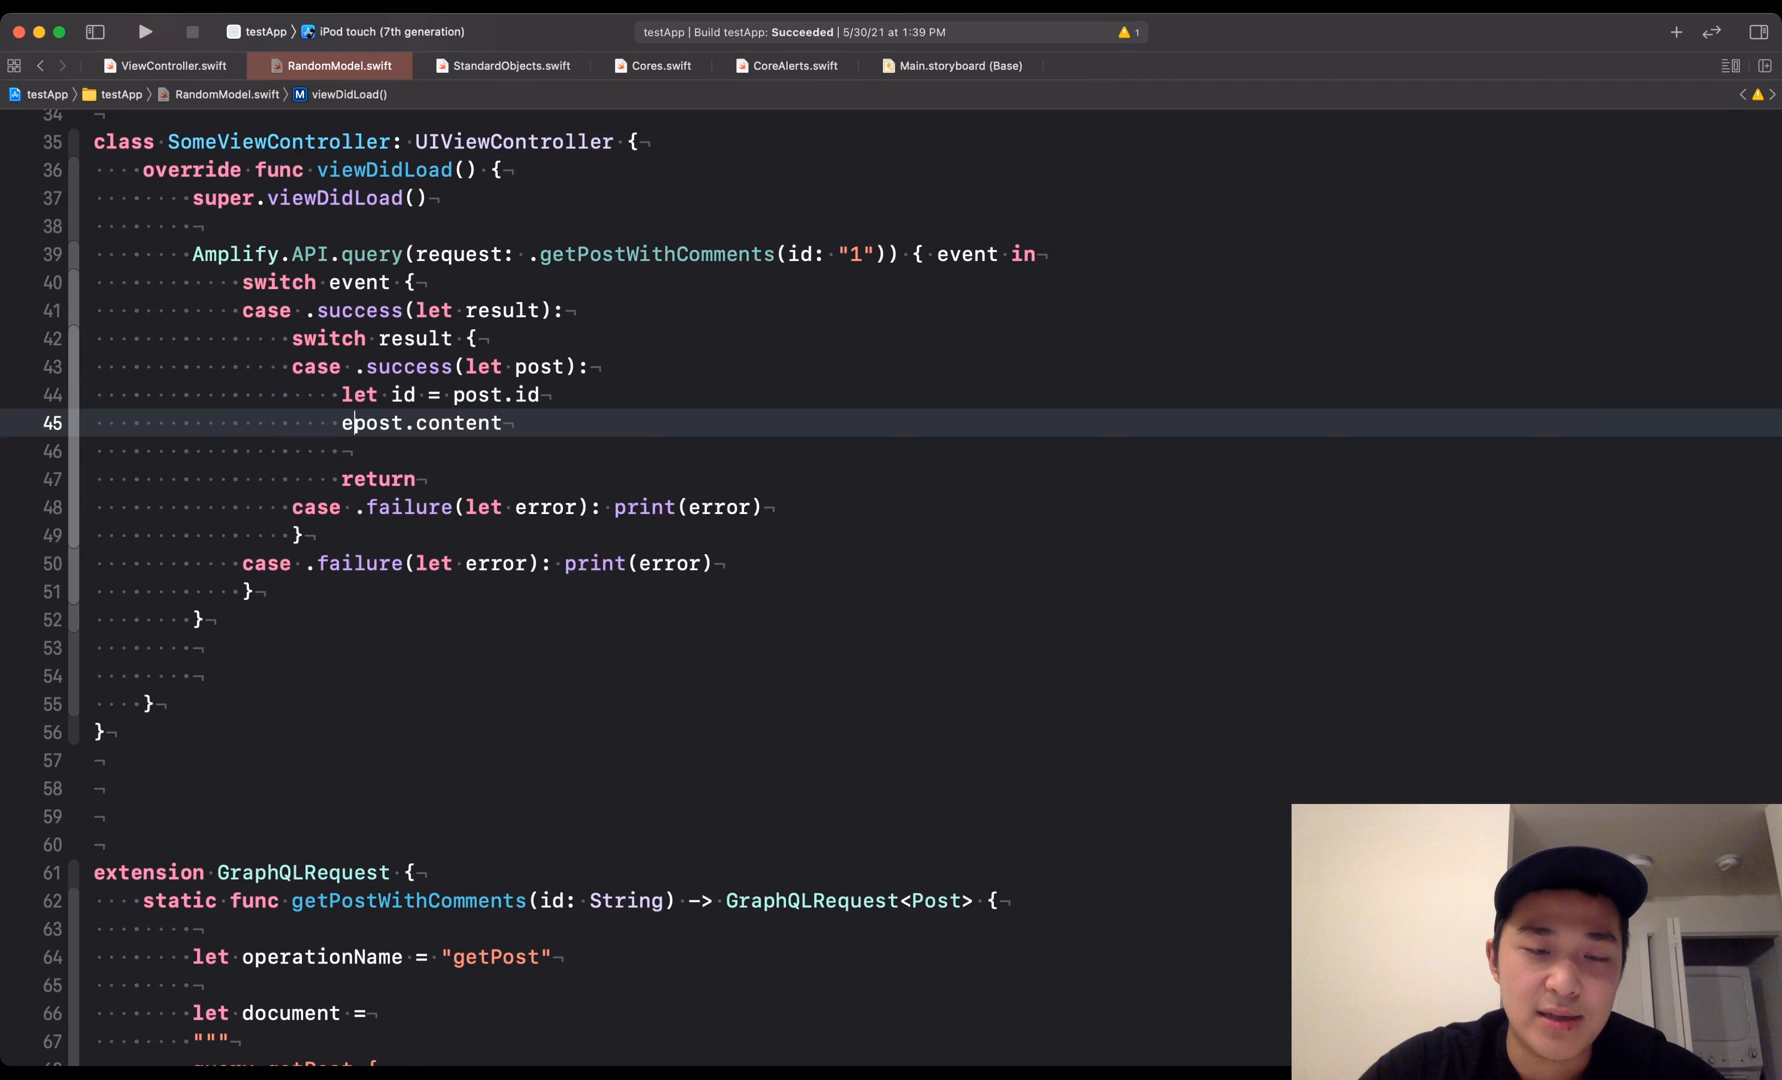 testApp 〉 iPod touch (7th generation)
testApp | Build testApp: Succeeded | 5/30/21 at 1:39 PM
1
ViewController.swift
RandomModel.swift
StandardObjects.swift
Cores.swift
CoreAlerts.swift
Main.storyboard (Base)
testApp 〉 testApp 〉 RandomModel.swift 〉 M viewDidLoad()
34
35 class SomeViewController: UIViewController {
36 override func viewDidLoad() {
37 super.viewDidLoad()
38
39 Amplify.API.query(request: .getPostWithComments(id: "1")) { event in
40 switch event {
41 case .success(let result):
42 switch result {
43 case .success(let post):
44 let id = post.id
45 epost.content
46
47 return
48 case .failure(let error): print(error)
49 }
50 case .failure(let error): print(error)
51 }
52 }
53
54
55 }
56 }
57
58
59
60
61 extension GraphQLRequest {
62 static func getPostWithComments(id: String) -> GraphQLRequest<Post> {
63
64 let operationName = "getPost"
65
66 let document =
67 """
query getPost {